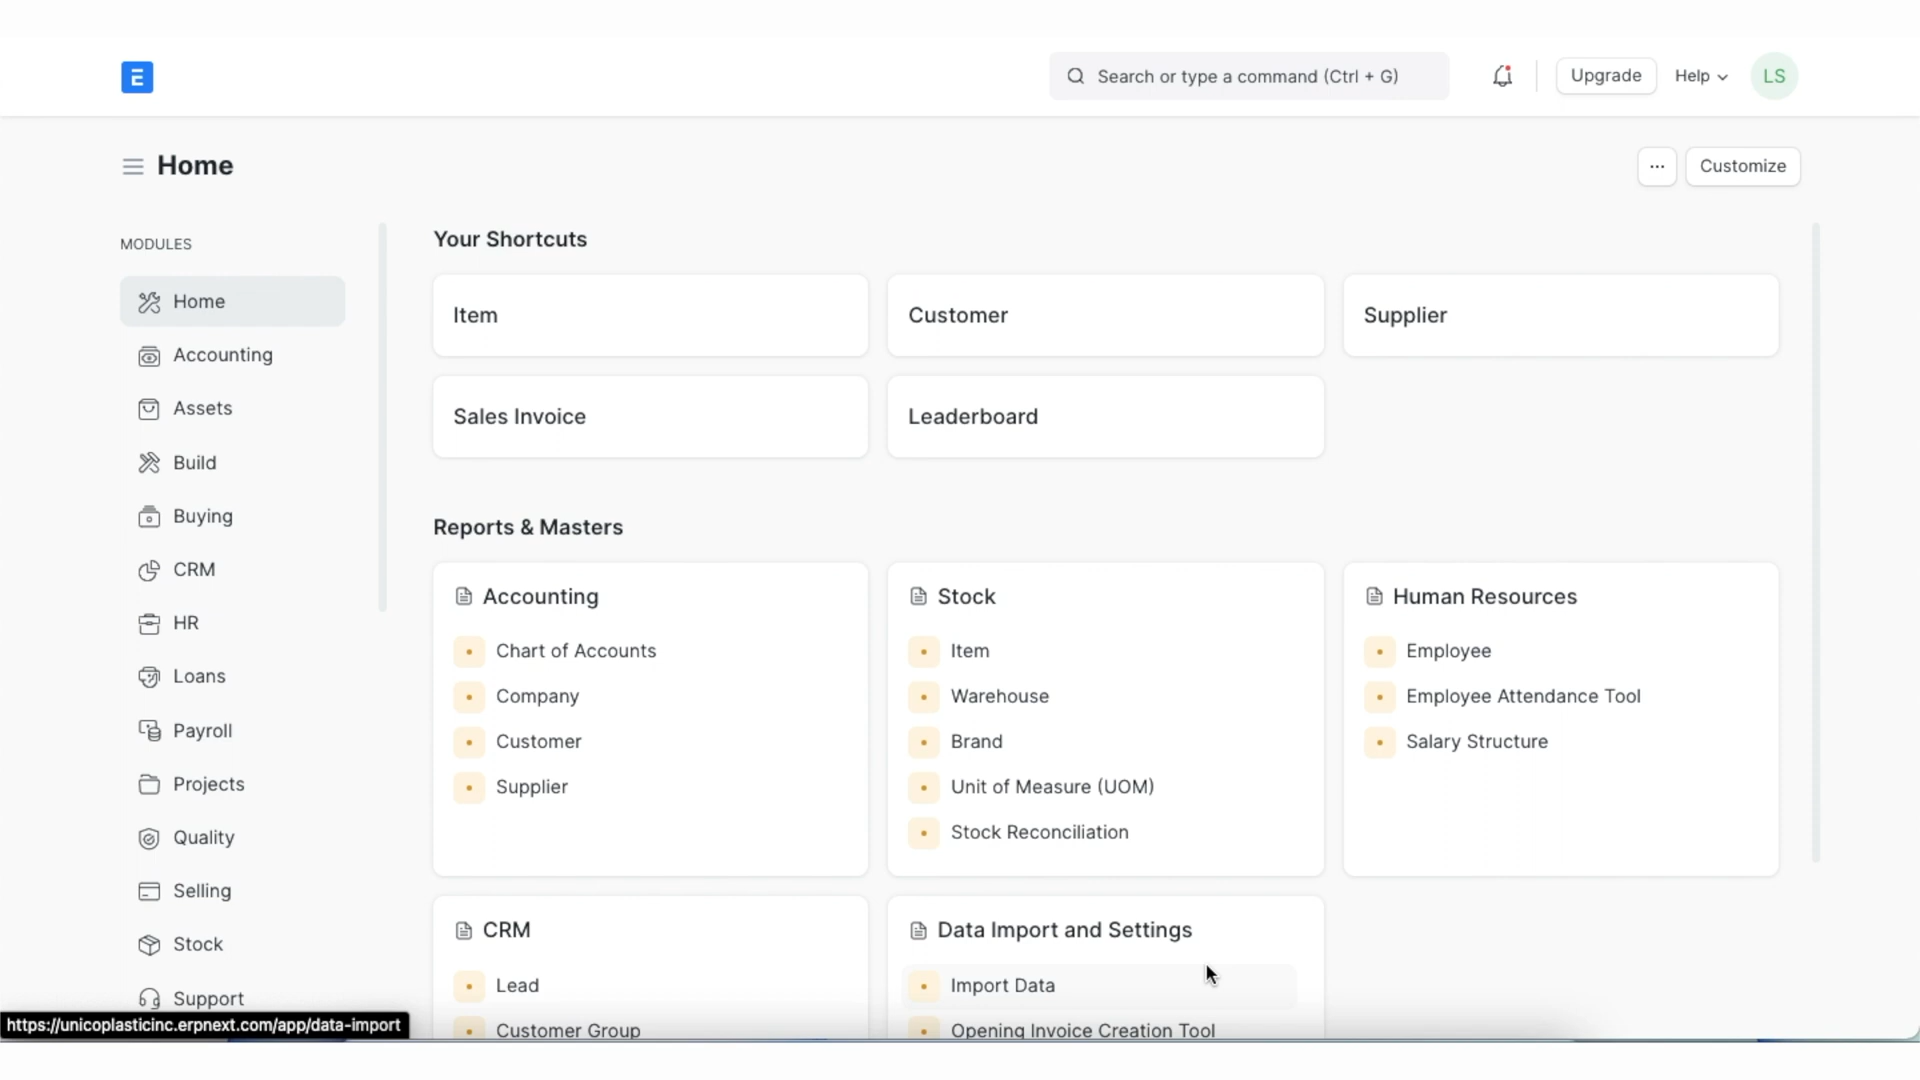 E
Search or type a command (Ctrl + G)
Upgrade
Help
LS
Home
...
Customize
MODULES
Home
Accounting
Assets
Build
Buying
CRM
HR
Loans
Payroll
Projects
Quality
Selling
Stock
Support
Your Shortcuts
Item
Customer
Supplier
Sales Invoice
Leaderboard
Reports & Masters
Accounting
Chart of Accounts
Company
Customer
Supplier
Stock
Item
Warehouse
Brand
Unit of Measure (UOM)
Stock Reconciliation
Human Resources
Employee
Employee Attendance Tool
Salary Structure
CRM
Lead
Customer Group
Data Import and Settings
Import Data
Opening Invoice Creation Tool
https://unicoplasticinc.erpnext.com/app/data-import